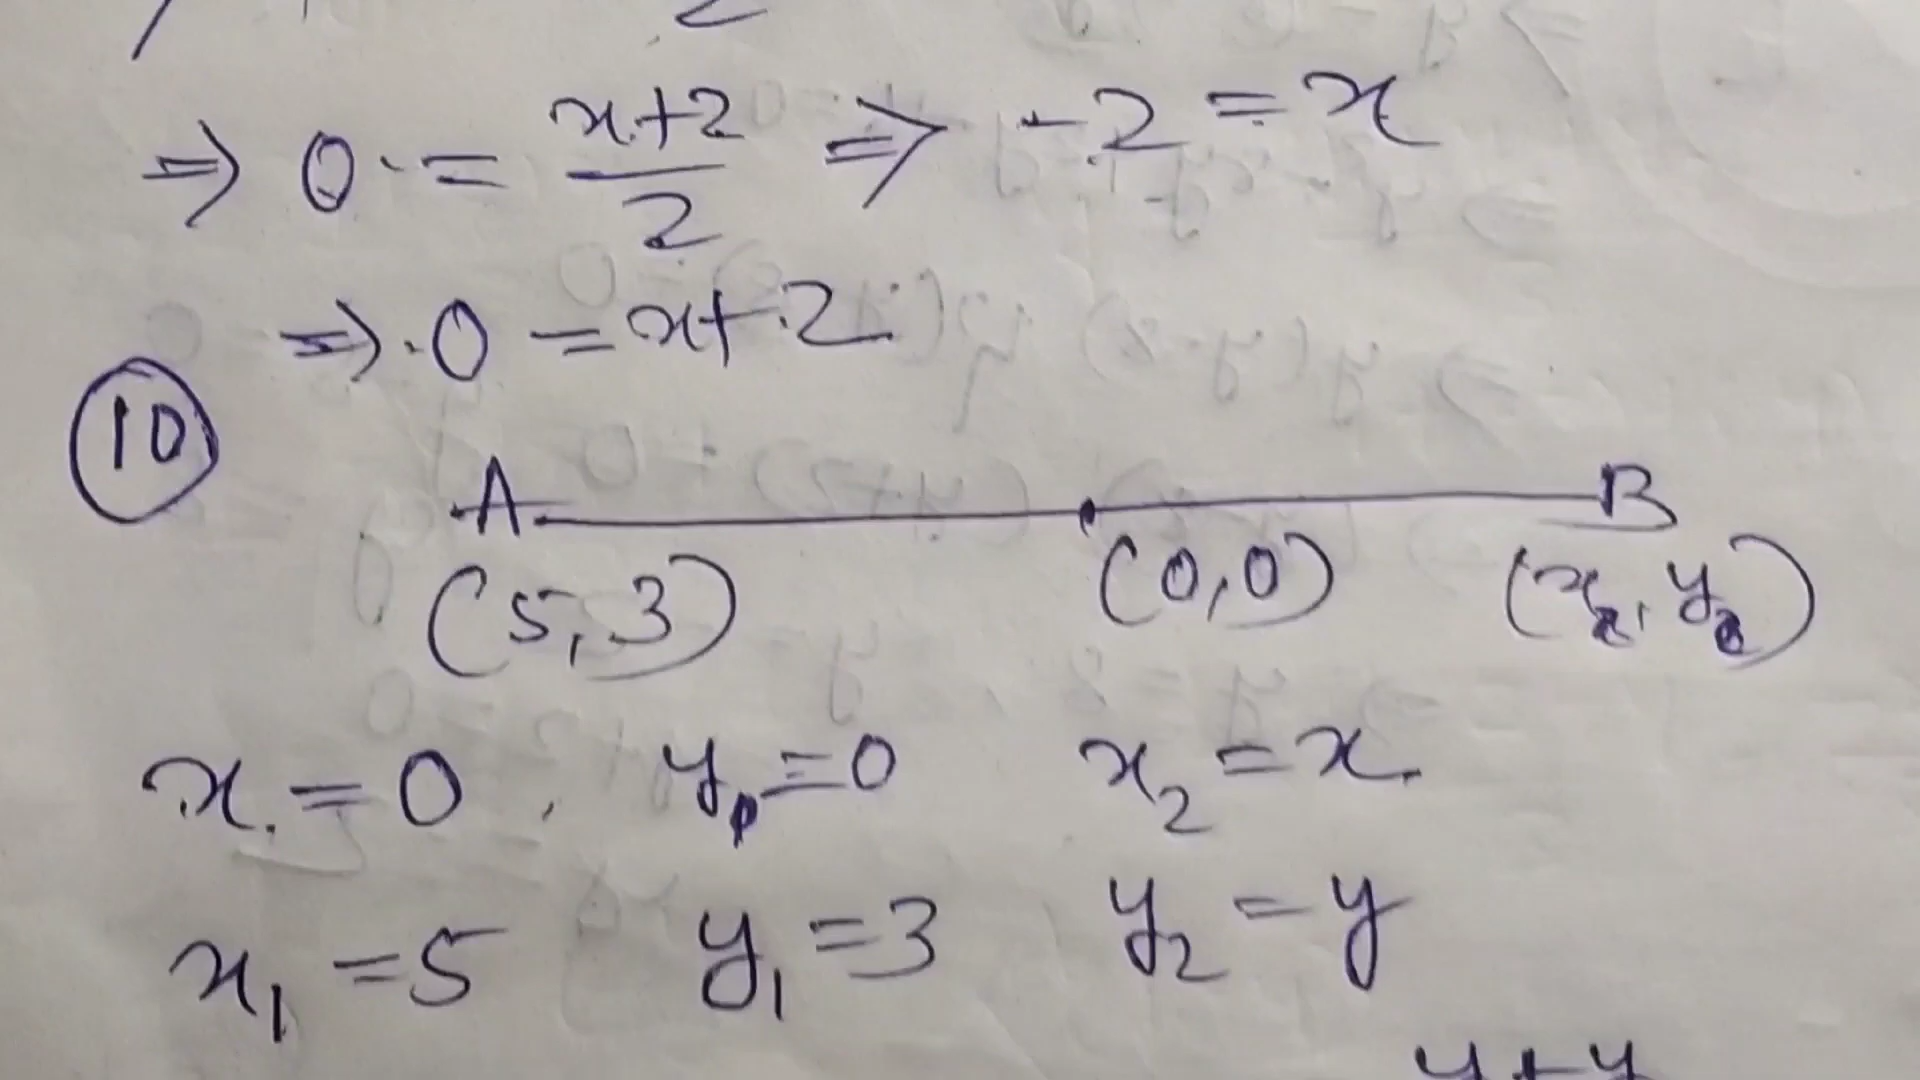 ⇒ 0 = x+2/2 ⇒ -2 = x
⇒ 0 = x+2
10
A B
(5,3) (0,0) (x2, y2)
x = 0, y = 0 x2 = x
x1 = 5 y1 = 3 y2 = y
y+y